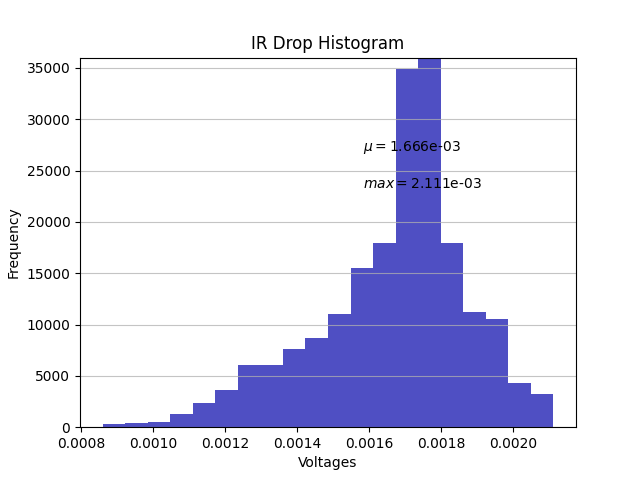 IR Drop Histogram
35000
30000
25000
20000
15000
10000
5000
0
Frequency
μ = 1.666e-03
max = 2.111e-03
0.0008 0.0010 0.0012 0.0014 0.0016 0.0018 0.0020
Voltages